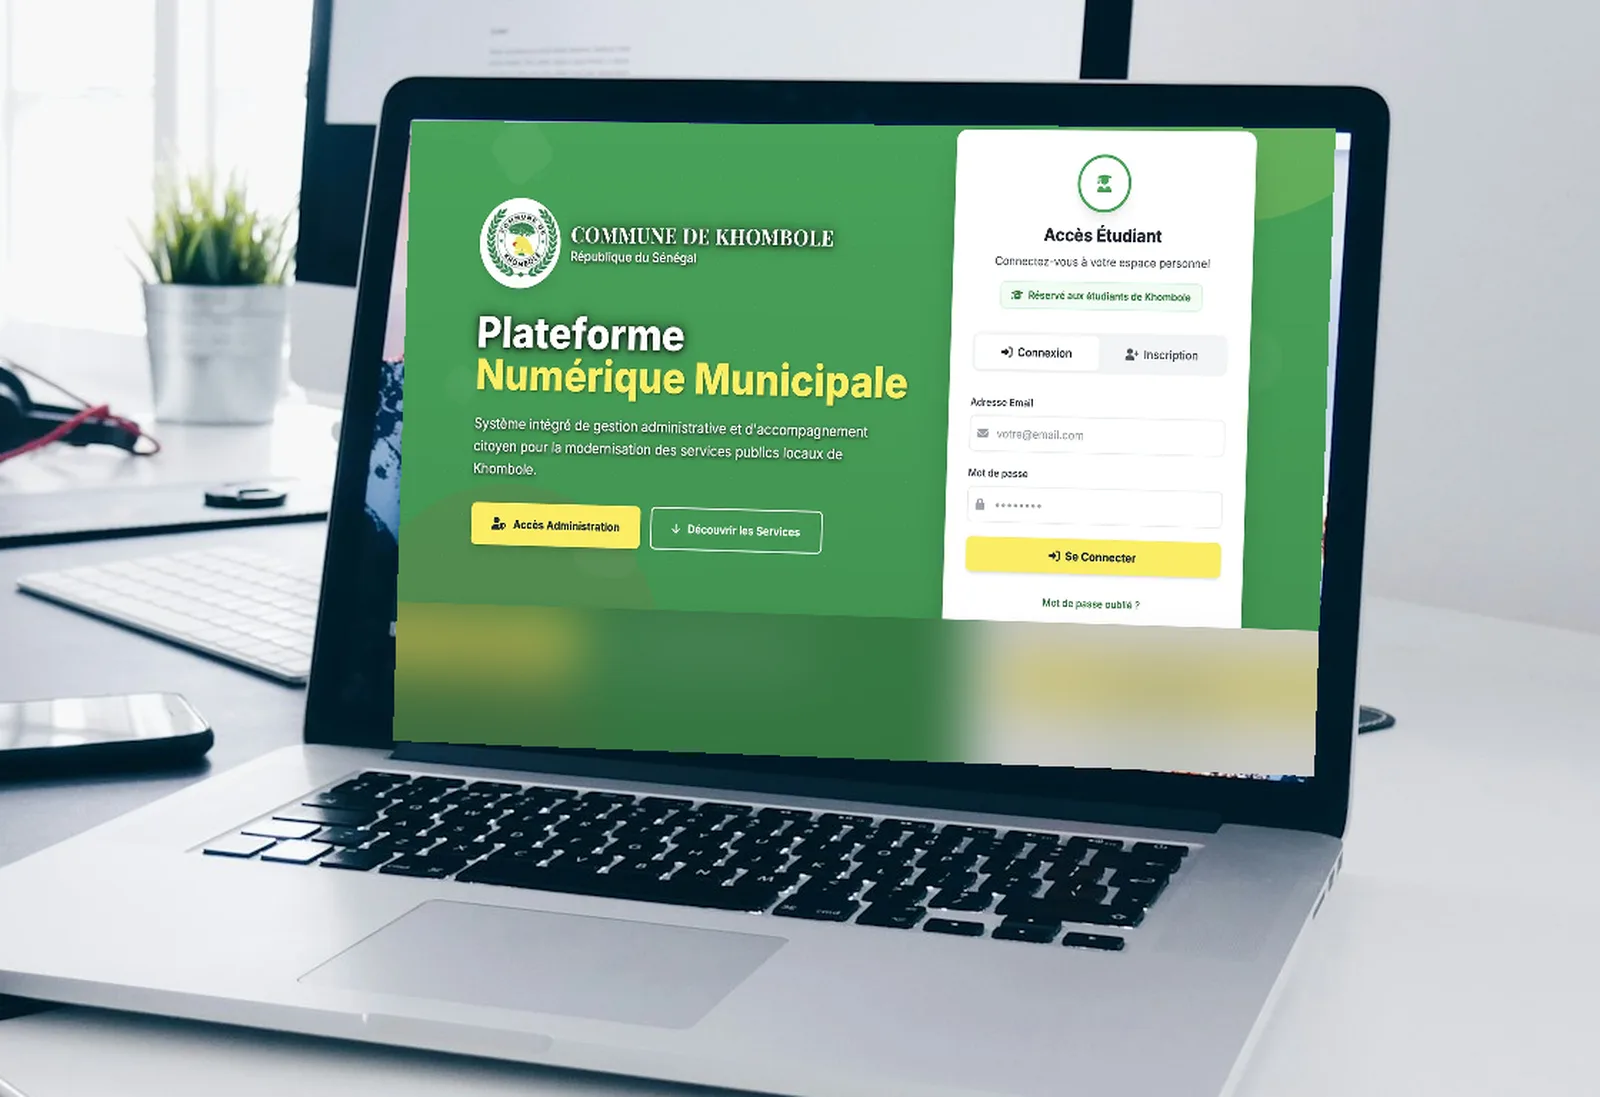 COMMUNE DE KHOMBOLE
COMMUNE DE KHOMBOLE
République du Sénégal
Plateforme
Numérique Municipale
Système intégré de gestion administrative et d'accompagnement
citoyen pour la modernisation des services publics locaux de
Khombole.
Accès Administration
Découvrir les Services
Accès Étudiant
Connectez-vous à votre espace personnel
Réservé aux étudiants de Khombole
Connexion
Inscription
Adresse Email
votre@email.com
Mot de passe
••••••••
Se Connecter
Mot de passe oublié ?